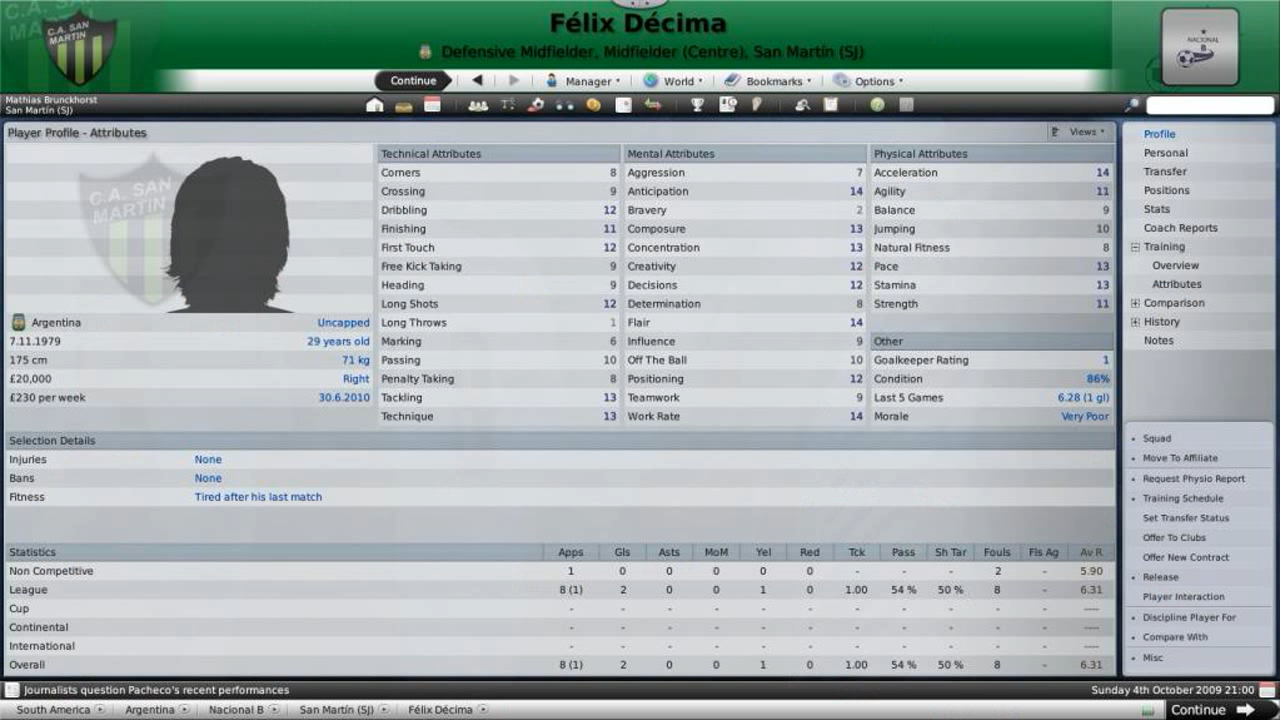 Félix Décima
Defensive Midfielder, Midfielder (Centre), San Martín (SJ)
C.A. SAN MARTIN
NACIONAL B
Continue Manager World Bookmarks Options
Mathias Brunckhorst
San Martín (SJ)
Player Profile - Attributes Views
C.A. SAN MARTIN
Argentina Uncapped
7.11.1979 29 years old
175 cm 71 kg
£20,000 Right
£230 per week 30.6.2010
Technical Attributes
Corners 8
Crossing 9
Dribbling 12
Finishing 11
First Touch 12
Free Kick Taking 9
Heading 9
Long Shots 12
Long Throws 1
Marking 6
Passing 10
Penalty Taking 8
Tackling 13
Technique 13
Mental Attributes
Aggression 7
Anticipation 14
Bravery 2
Composure 13
Concentration 13
Creativity 12
Decisions 12
Determination 8
Flair 14
Influence 9
Off The Ball 10
Positioning 12
Teamwork 9
Work Rate 14
Physical Attributes
Acceleration 14
Agility 11
Balance 9
Jumping 10
Natural Fitness 8
Pace 13
Stamina 13
Strength 11
Other
Goalkeeper Rating 1
Condition 86%
Last 5 Games 6.28 (1 gl)
Morale Very Poor
Selection Details
Injuries None
Bans None
Fitness Tired after his last match
Statistics Apps Gls Asts MoM Yel Red Tck Pass Sh Tar Fouls Fls Ag Av R
Non Competitive 1 0 0 0 0 0 - - - 2 - 5.90
League 8 (1) 2 0 0 1 0 1.00 54 % 50 % 8 - 6.31
Cup - - - - - - - - - - - ----
Continental - - - - - - - - - - - ----
International - - - - - - - - - - - ----
Overall 8 (1) 2 0 0 1 0 1.00 54 % 50 % 8 - 6.31
Profile
Personal
Transfer
Positions
Stats
Coach Reports
Training
Overview
Attributes
Comparison
History
Notes
Squad
Move To Affiliate
Request Physio Report
Training Schedule
Set Transfer Status
Offer To Clubs
Offer New Contract
Release
Player Interaction
Discipline Player For
Compare With
Misc
Journalists question Pacheco's recent performances Sunday 4th October 2009 21:00
South America Argentina Nacional B San Martín (SJ) Félix Décima Continue